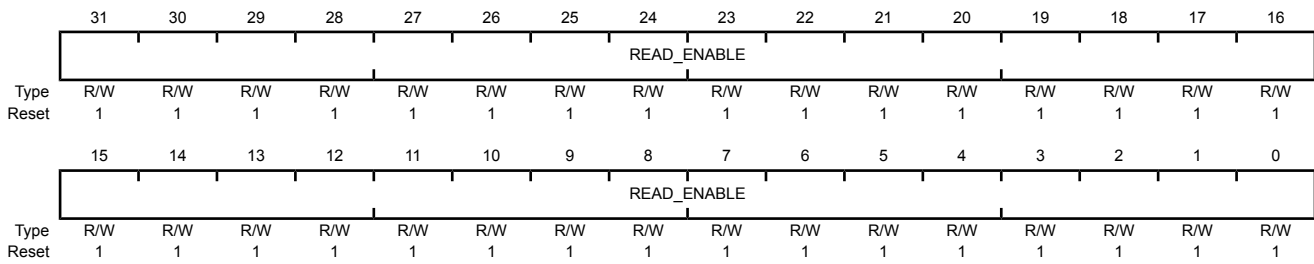 31 30 29 28 27 26 25 24 23 22 21 20 19 18 17 16
READ_ENABLE
Type R/W R/W R/W R/W R/W R/W R/W R/W R/W R/W R/W R/W R/W R/W R/W R/W
Reset 1 1 1 1 1 1 1 1 1 1 1 1 1 1 1 1
15 14 13 12 11 10 9 8 7 6 5 4 3 2 1 0
READ_ENABLE
Type R/W R/W R/W R/W R/W R/W R/W R/W R/W R/W R/W R/W R/W R/W R/W R/W
Reset 1 1 1 1 1 1 1 1 1 1 1 1 1 1 1 1